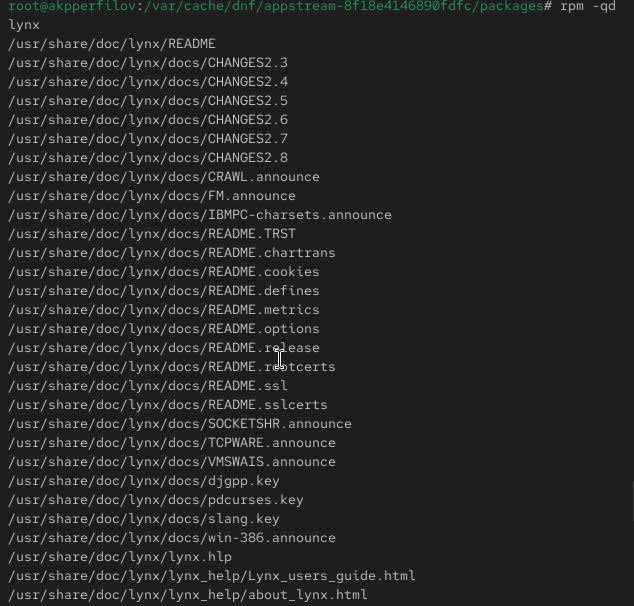 root@akpperfilov:/var/cache/dnf/appstream-8f18e4146890fdfc/packages# rpm -qd
lynx
/usr/share/doc/lynx/README
/usr/share/doc/lynx/docs/CHANGES2.3
/usr/share/doc/lynx/docs/CHANGES2.4
/usr/share/doc/lynx/docs/CHANGES2.5
/usr/share/doc/lynx/docs/CHANGES2.6
/usr/share/doc/lynx/docs/CHANGES2.7
/usr/share/doc/lynx/docs/CHANGES2.8
/usr/share/doc/lynx/docs/CRAWL.announce
/usr/share/doc/lynx/docs/FM.announce
/usr/share/doc/lynx/docs/IBMPC-charsets.announce
/usr/share/doc/lynx/docs/README.TRST
/usr/share/doc/lynx/docs/README.chartrans
/usr/share/doc/lynx/docs/README.cookies
/usr/share/doc/lynx/docs/README.defines
/usr/share/doc/lynx/docs/README.metrics
/usr/share/doc/lynx/docs/README.options
/usr/share/doc/lynx/docs/README.release
/usr/share/doc/lynx/docs/README.rootcerts
/usr/share/doc/lynx/docs/README.ssl
/usr/share/doc/lynx/docs/README.sslcerts
/usr/share/doc/lynx/docs/SOCKETSHR.announce
/usr/share/doc/lynx/docs/TCPWARE.announce
/usr/share/doc/lynx/docs/VMSWAIS.announce
/usr/share/doc/lynx/docs/djgpp.key
/usr/share/doc/lynx/docs/pdcurses.key
/usr/share/doc/lynx/docs/slang.key
/usr/share/doc/lynx/docs/win-386.announce
/usr/share/doc/lynx/lynx.hlp
/usr/share/doc/lynx/lynx_help/Lynx_users_guide.html
/usr/share/doc/lynx/lynx_help/about_lynx.html